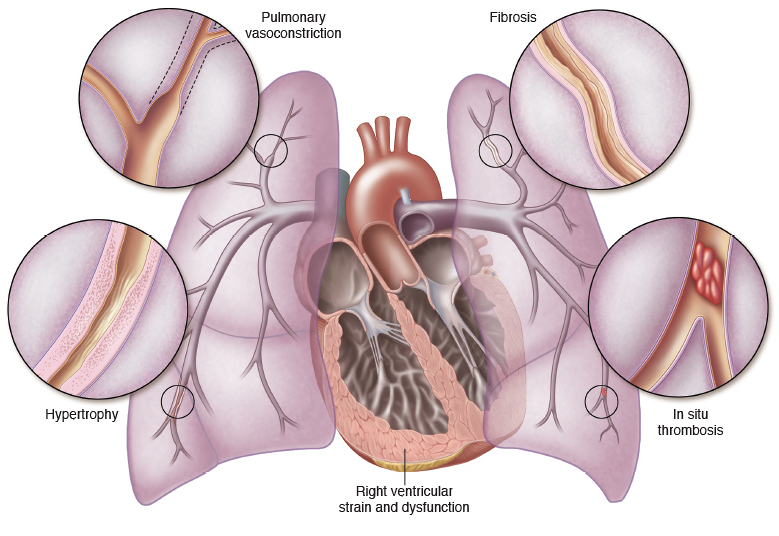 Pulmonary
vasoconstriction
Fibrosis
Hypertrophy
In situ
thrombosis
Right ventricular
strain and dysfunction